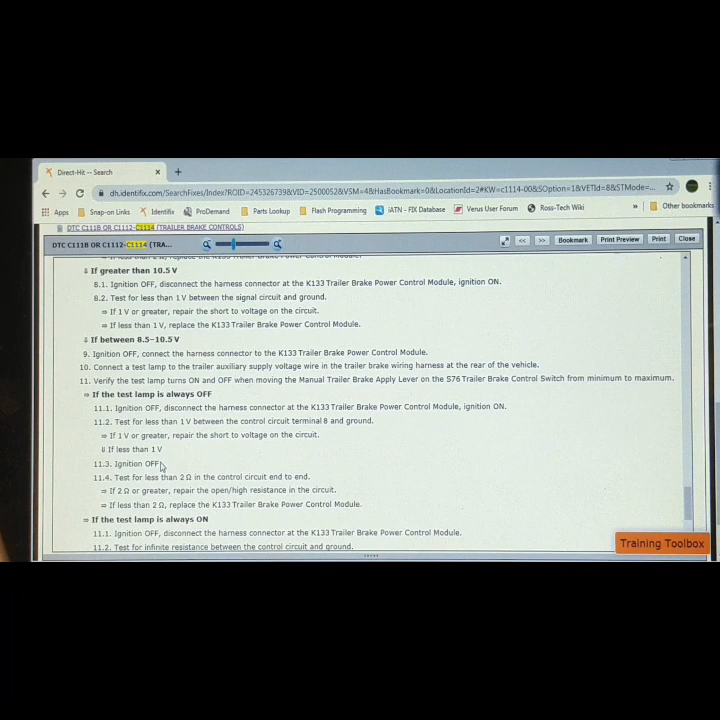 Direct-Hit -- Search
dh.identifix.com/SearchFixes/Index?ROID=245326739&VID=2500052&VSM=4&HasBookmark=0&LocationId=2#KW=c1114-00&SOption=1&VETId=8&STMode=...
Apps Snap-on Links Identifix ProDemand Parts Lookup Flash Programming iATN - FIX Database Verus User Forum Ross-Tech Wiki » Other bookmarks
DTC C111B OR C1112-C1114 (TRAILER BRAKE CONTROLS)
DTC C111B OR C1112-C1114 (TRA... << >> Bookmark Print Preview Print Close
⇒ If less than 2 Ω, replace the K133 Trailer Brake Power Control Module.
⇓ If greater than 10.5 V
8.1. Ignition OFF, disconnect the harness connector at the K133 Trailer Brake Power Control Module, ignition ON.
8.2. Test for less than 1 V between the signal circuit and ground.
⇒ If 1 V or greater, repair the short to voltage on the circuit.
⇒ If less than 1 V, replace the K133 Trailer Brake Power Control Module.
⇓ If between 8.5-10.5 V
9. Ignition OFF, connect the harness connector to the K133 Trailer Brake Power Control Module.
10. Connect a test lamp to the trailer auxiliary supply voltage wire in the trailer brake wiring harness at the rear of the vehicle.
11. Verify the test lamp turns ON and OFF when moving the Manual Trailer Brake Apply Lever on the S76 Trailer Brake Control Switch from minimum to maximum.
⇒ If the test lamp is always OFF
11.1. Ignition OFF, disconnect the harness connector at the K133 Trailer Brake Power Control Module, ignition ON.
11.2. Test for less than 1 V between the control circuit terminal 8 and ground.
⇒ If 1 V or greater, repair the short to voltage on the circuit.
⇓ If less than 1 V
11.3. Ignition OFF
11.4. Test for less than 2 Ω in the control circuit end to end.
⇒ If 2 Ω or greater, repair the open/high resistance in the circuit.
⇒ If less than 2 Ω, replace the K133 Trailer Brake Power Control Module.
⇒ If the test lamp is always ON
11.1. Ignition OFF, disconnect the harness connector at the K133 Trailer Brake Power Control Module.
11.2. Test for infinite resistance between the control circuit and ground.
Training Toolbox